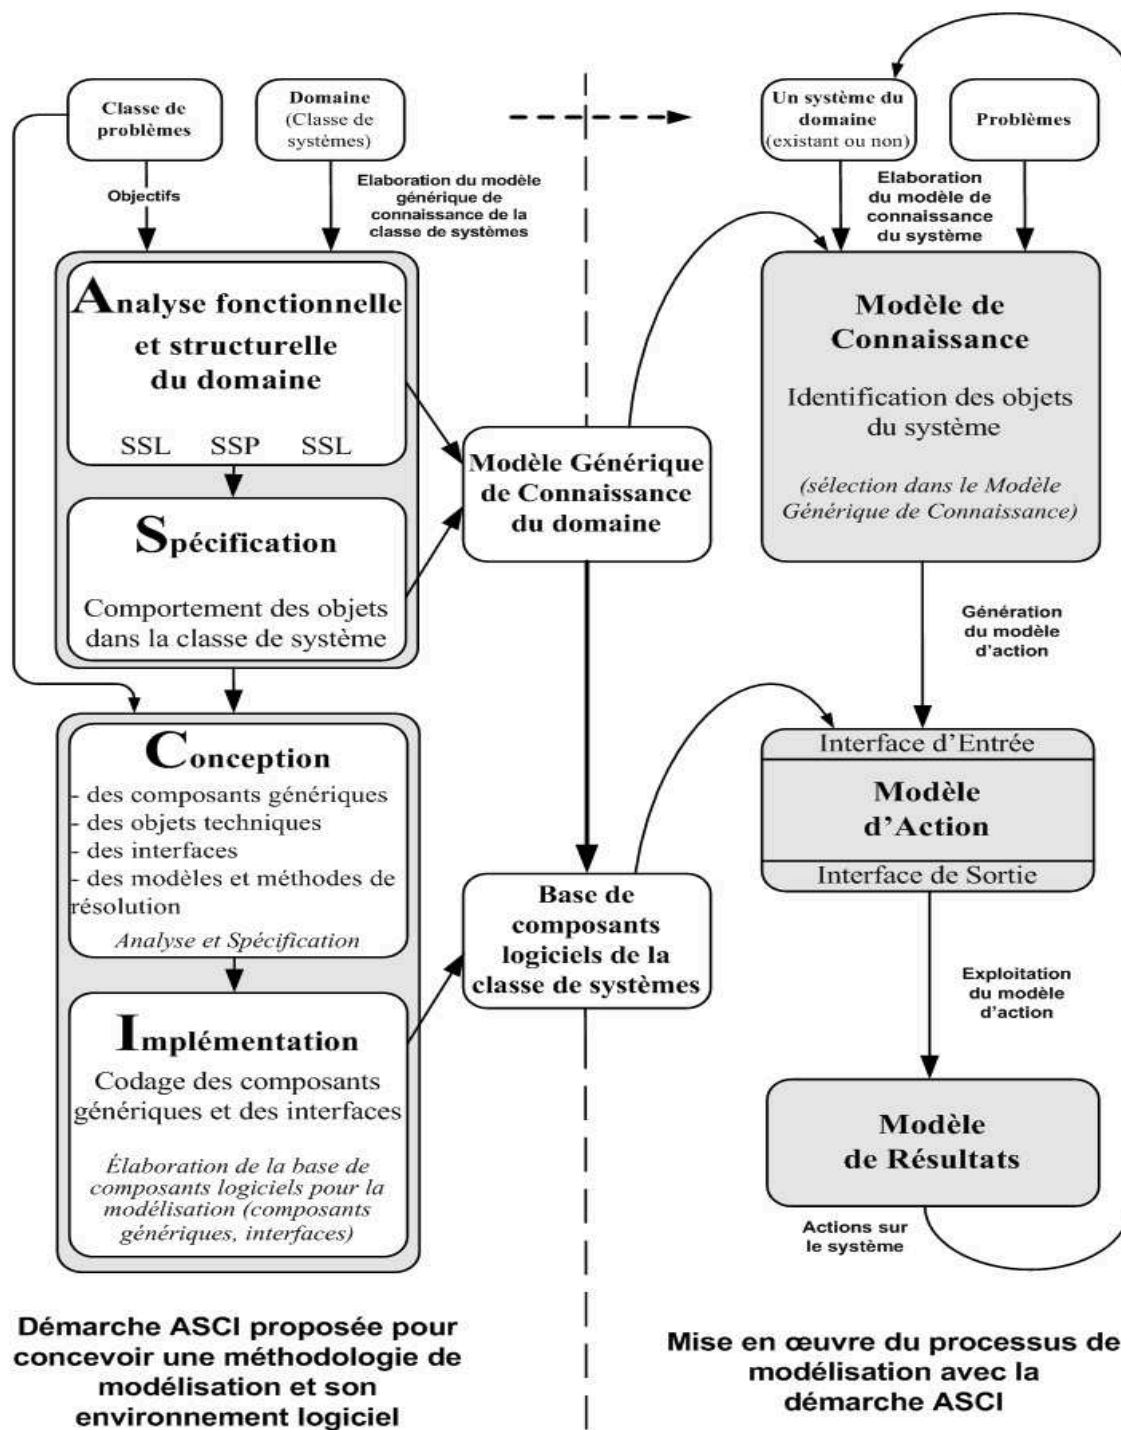 Classe de
problèmes
Domaine
(Classe de
systèmes)
Objectifs
Elaboration du modèle
générique de
connaissance de la
classe de systèmes
Analyse fonctionnelle
et structurelle
du domaine
SSL SSP SSL
Spécification
Comportement des objets
dans la classe de système
Conception
- des composants génériques
- des objets techniques
- des interfaces
- des modèles et méthodes de
résolution
Analyse et Spécification
Implémentation
Codage des composants
génériques et des interfaces
Élaboration de la base de
composants logiciels pour la
modélisation (composants
génériques, interfaces)
Modèle Générique
de Connaissance
du domaine
Base de
composants
logiciels de la
classe de systèmes
Un système du
domaine
(existant ou non)
Problèmes
Elaboration
du modèle de
connaissance
du système
Modèle de
Connaissance
Identification des objets
du système
(sélection dans le Modèle
Générique de Connaissance)
Génération
du modèle
d'action
Interface d'Entrée
Modèle
d'Action
Interface de Sortie
Exploitation
du modèle
d'action
Modèle
de Résultats
Actions sur
le système
Démarche ASCI proposée pour
concevoir une méthodologie de
modélisation et son
environnement logiciel
Mise en œuvre du processus de
modélisation avec la
démarche ASCI